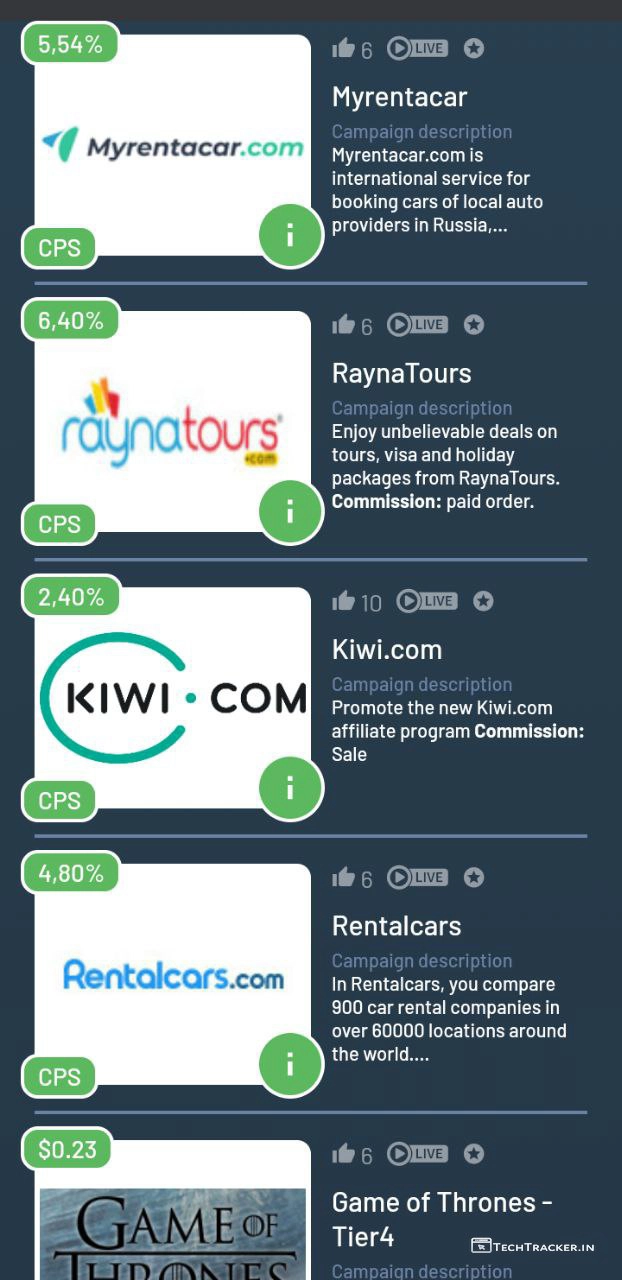 5,54%
6
LIVE
Myrentacar
Campaign description
Myrentacar.com is
international service for
booking cars of local auto
providers in Russia,...
Myrentacar.com
CPS
i
6,40%
6
LIVE
RaynaTours
Campaign description
Enjoy unbelievable deals on
tours, visa and holiday
packages from RaynaTours.
Commission: paid order.
raynatours
.com
CPS
i
2,40%
10
LIVE
Kiwi.com
Campaign description
Promote the new Kiwi.com
affiliate program Commission:
Sale
KIWI.COM
CPS
i
4,80%
6
LIVE
Rentalcars
Campaign description
In Rentalcars, you compare
900 car rental companies in
over 60000 locations around
the world....
Rentalcars.com
CPS
i
$0.23
6
LIVE
Game of Thrones -
Tier4
Campaign description
GAME OF
THRONES
TECHTRACKER.IN